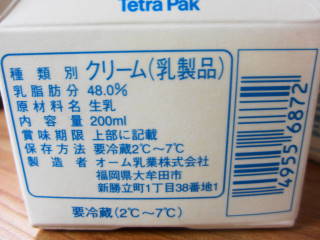 Tetra Pak
種類別 クリーム(乳製品)
乳脂肪分 48.0%
原材料名 生乳
内容量 200ml
賞味期限 上部に記載
保存方法 要冷蔵2℃~7℃
製造者 オーム乳業株式会社
福岡県大牟田市
新勝立町1丁目38番地1
要冷蔵(2℃~7℃)
4955 6872